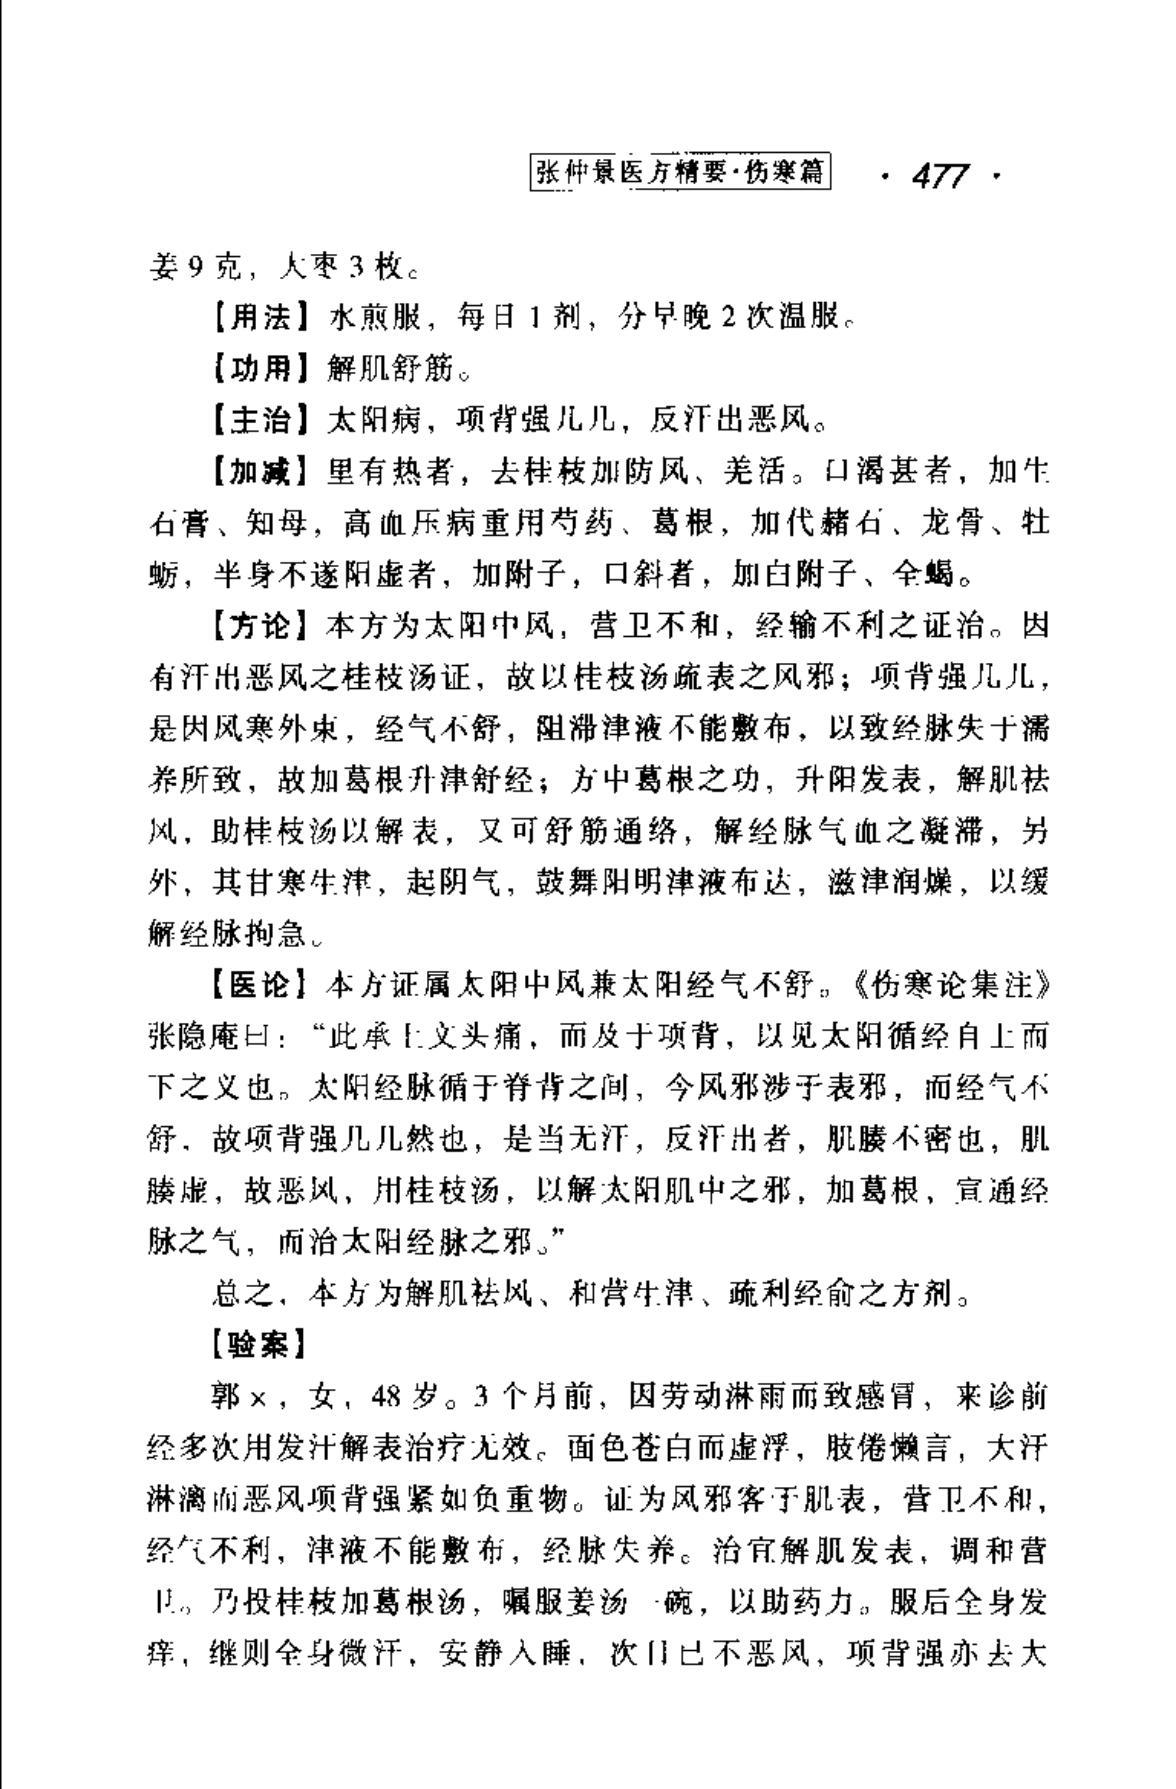 张仲景医方精要·伤寒篇 · 477 ·
姜9克，大枣3枚。
【用法】水煎服，每日1剂，分早晚2次温服。
【功用】解肌舒筋。
【主治】太阳病，项背强儿儿，反汗出恶风。
【加减】里有热者，去桂枝加防风、羌活。口渴甚者，加生
石膏、知母，高血压病重用芍药、葛根，加代赭石、龙骨、牡
蛎，半身不遂阳虚者，加附子，口斜者，加白附子、全蝎。
【方论】本方为太阳中风，营卫不和，经输不利之证治。因
有汗出恶风之桂枝汤证，故以桂枝汤疏表之风邪；项背强儿儿，
是因风寒外束，经气不舒，阻滞津液不能敷布，以致经脉失于濡
养所致，故加葛根升津舒经；方中葛根之功，升阳发表，解肌祛
风，助桂枝汤以解表，又可舒筋通络，解经脉气血之凝滞，另
外，其甘寒生津，起阴气，鼓舞阳明津液布达，滋津润燥，以缓
解经脉拘急。
【医论】本方证属太阳中风兼太阳经气不舒。《伤寒论集注》
张隐庵曰：“此承上文头痛，而及于项背，以见太阳循经自上而
下之义也。太阳经脉循于脊背之间，今风邪涉于表邪，而经气不
舒，故项背强几几然也，是当无汗，反汗出者，肌腠不密也，肌
腠虚，故恶风，用桂枝汤，以解太阳肌中之邪，加葛根，宣通经
脉之气，而治太阳经脉之邪。”
总之，本方为解肌祛风、和营生津、疏利经俞之方剂。
【验案】
郭×，女，48岁。3个月前，因劳动淋雨而致感冒，来诊前
经多次用发汗解表治疗无效。面色苍白而虚浮，肢倦懒言，大汗
淋漓而恶风项背强紧如负重物。证为风邪客于肌表，营卫不和，
经气不利，津液不能敷布，经脉失养。治宜解肌发表，调和营
卫。乃投桂枝加葛根汤，嘱服姜汤一碗，以助药力。服后全身发
痒，继则全身微汗，安静入睡，次日已不恶风，项背强亦去大